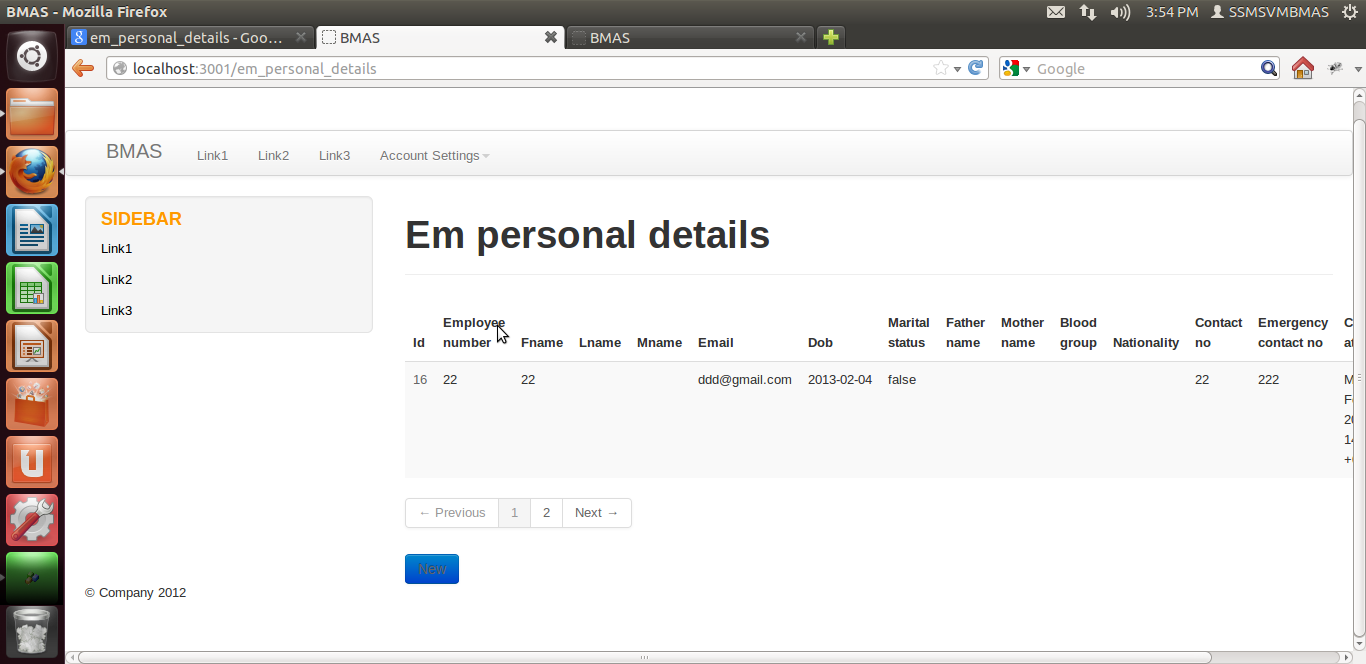 BMAS - Mozilla Firefox
3:54 PM SSMSVMBMAS
em_personal_details - Goo...
BMAS
BMAS
localhost:3001/em_personal_details
Google
BMAS Link1 Link2 Link3 Account Settings
SIDEBAR
Link1
Link2
Link3
Em personal details
Id Employee number Fname Lname Mname Email Dob Marital status Father name Mother name Blood group Nationality Contact no Emergency contact no
16 22 22 ddd@gmail.com 2013-02-04 false 22 222
← Previous 1 2 Next →
New
© Company 2012